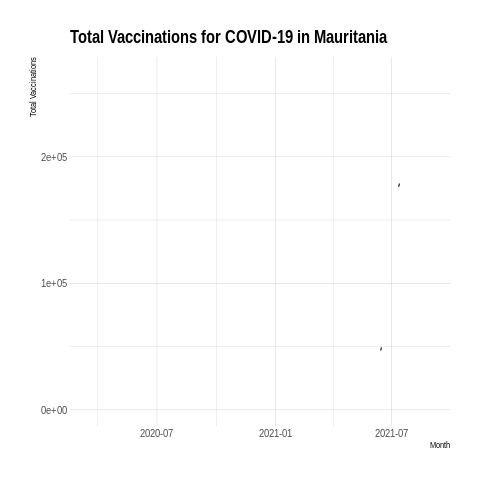 Total Vaccinations for COVID-19 in Mauritania
Total Vaccinations
2e+05
1e+05
0e+00
2020-07 2021-01 2021-07
Month